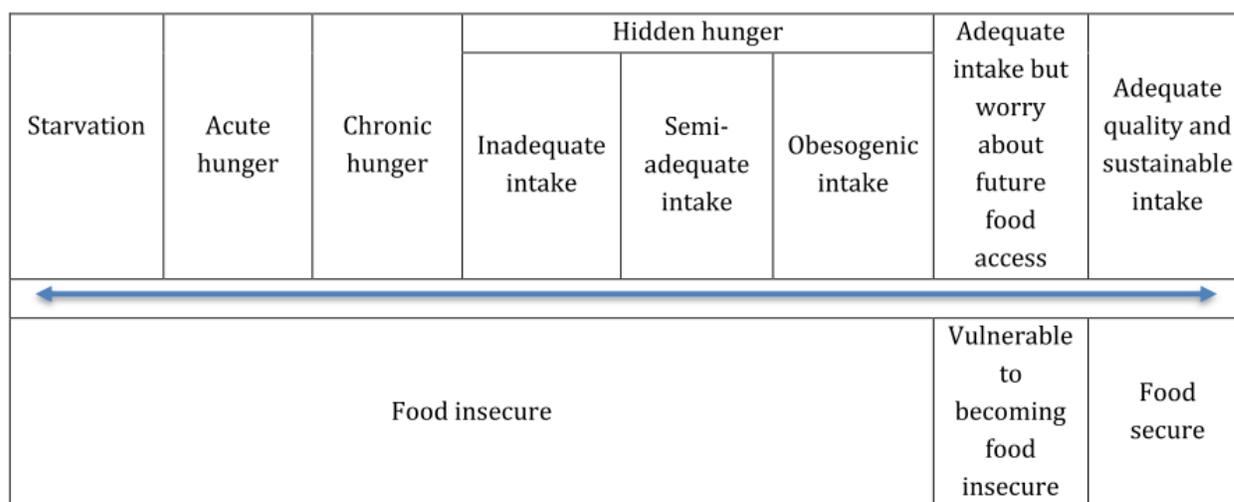 Starvation
Acute
hunger
Chronic
hunger
Hidden hunger
Inadequate
intake
Semi-
adequate
intake
Obesogenic
intake
Adequate
intake but
worry
about
future
food
access
Adequate
quality and
sustainable
intake
Food insecure
Vulnerable
to
becoming
food
insecure
Food
secure